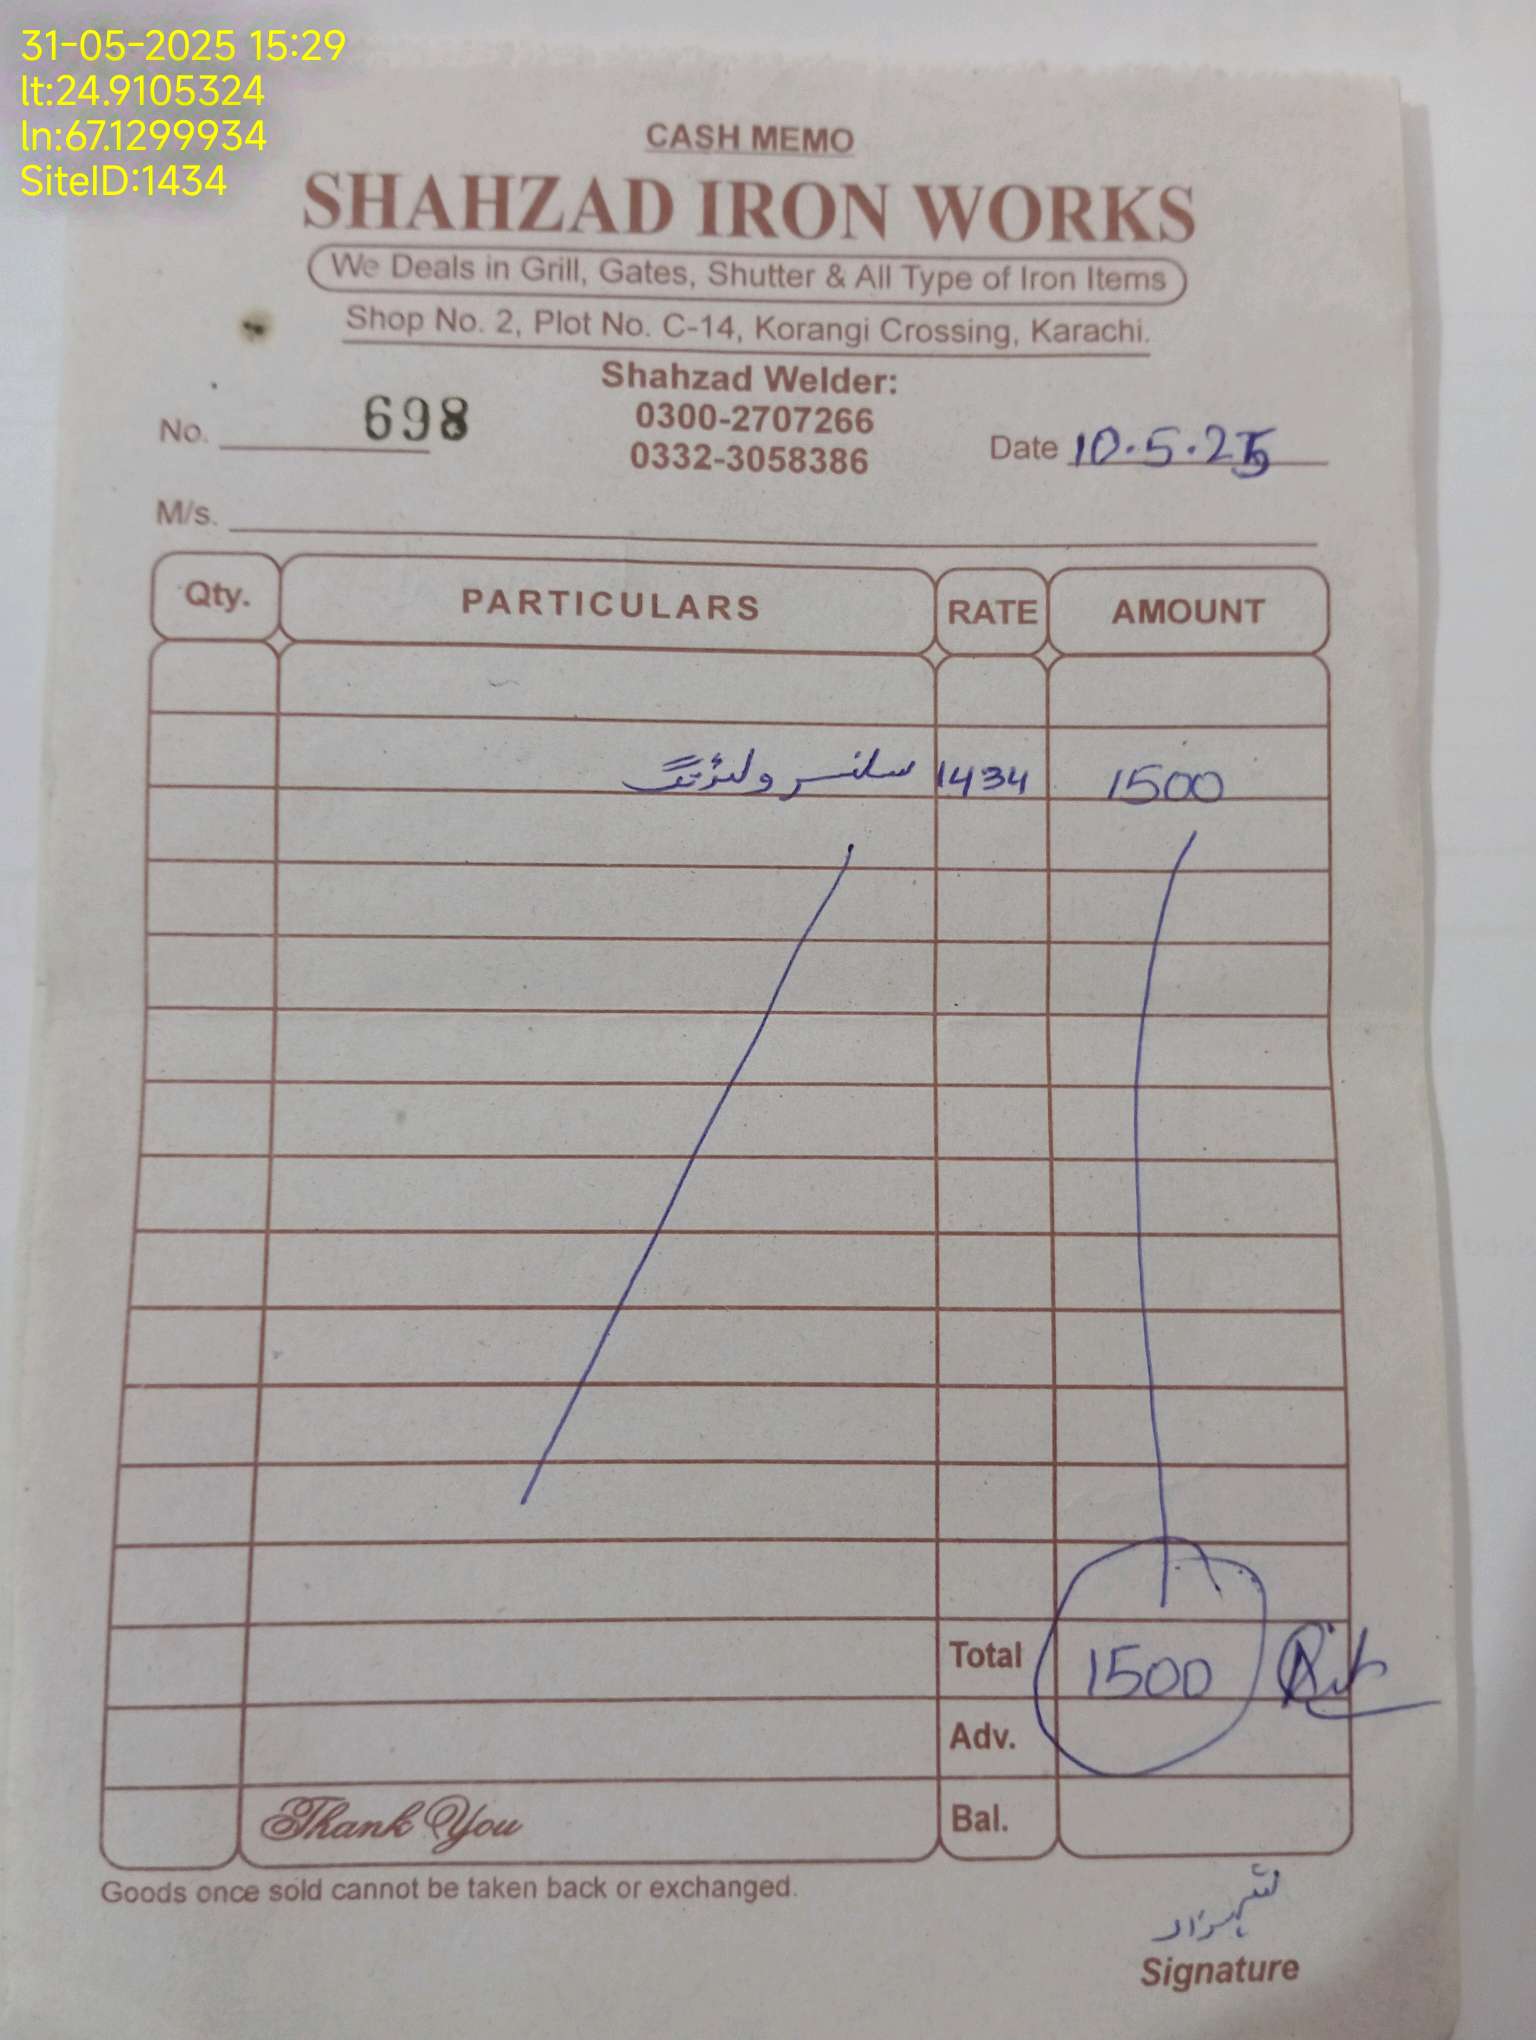 31-05-2025 15:29
lt:24.9105324
ln:67.1299934
SiteID:1434
CASH MEMO
SHAHZAD IRON WORKS
We Deals in Grill, Gates, Shutter & All Type of Iron Items
Shop No. 2, Plot No. C-14, Korangi Crossing, Karachi.
Shahzad Welder:
No. 698 0300-2707266 Date 10.5.25
0332-3058386
M/s.
Qty. PARTICULARS RATE AMOUNT
سلنسر ولڈنگ 1434 1500
Total 1500
Adv.
Thank You Bal.
Goods once sold cannot be taken back or exchanged.
شہزاد
Signature